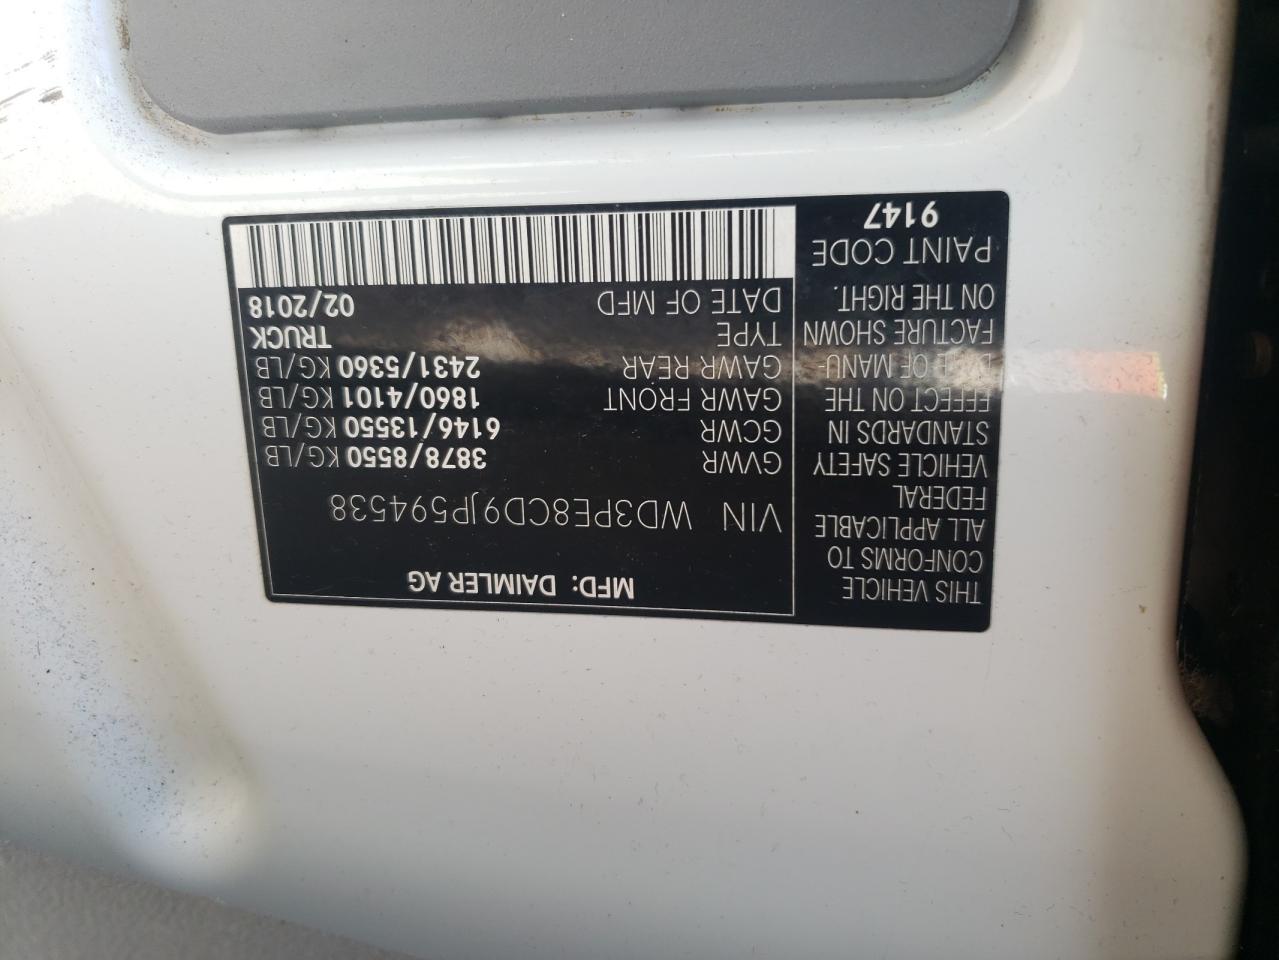 THIS VEHICLE
CONFORMS TO
ALL APPLICABLE
FEDERAL
VEHICLE SAFETY
STANDARDS IN
EFFECT ON THE
DATE OF MANU-
FACTURE SHOWN
ON THE RIGHT.
PAINT CODE
9147
MFD: DAIMLER AG
VIN WD3PE8CD9JP594538
GVWR 3878/8550 KG/LB
GCWR 6146/13550 KG/LB
GAWR FRONT 1860/4101 KG/LB
GAWR REAR 2431/5360 KG/LB
TYPE TRUCK
DATE OF MFD 02/2018